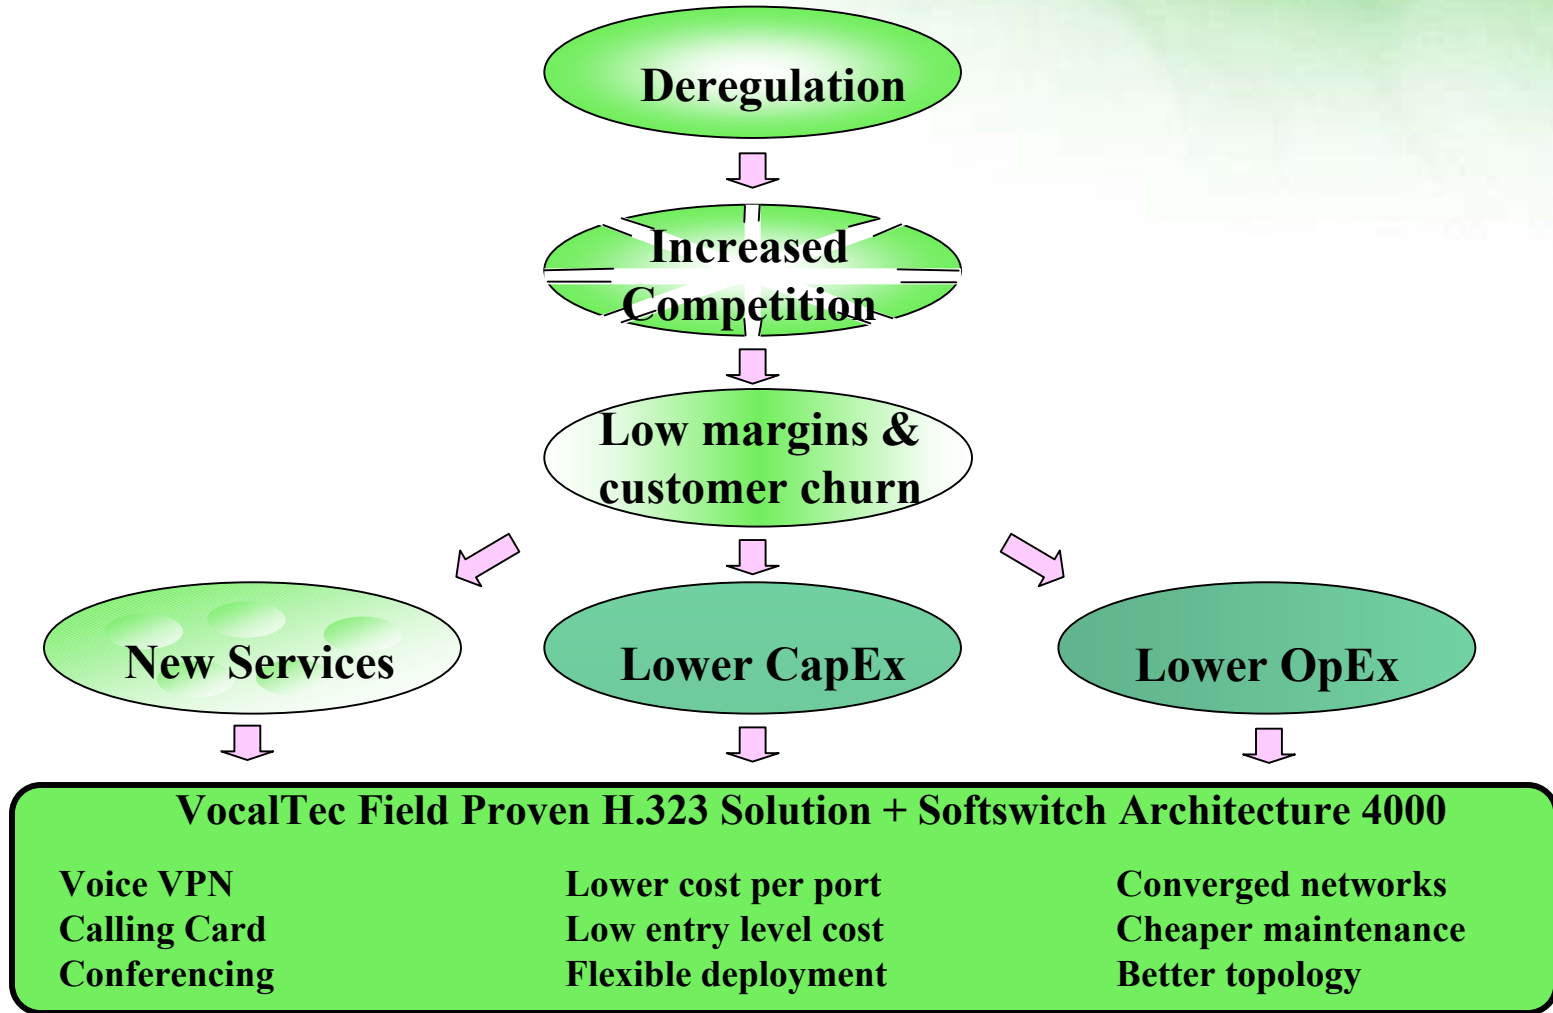 Deregulation
Increased
Competition
Low margins &
customer churn
New Services
Lower CapEx
Lower OpEx
VocalTec Field Proven H.323 Solution + Softswitch Architecture 4000
Voice VPN
Calling Card
Conferencing
Lower cost per port
Low entry level cost
Flexible deployment
Converged networks
Cheaper maintenance
Better topology